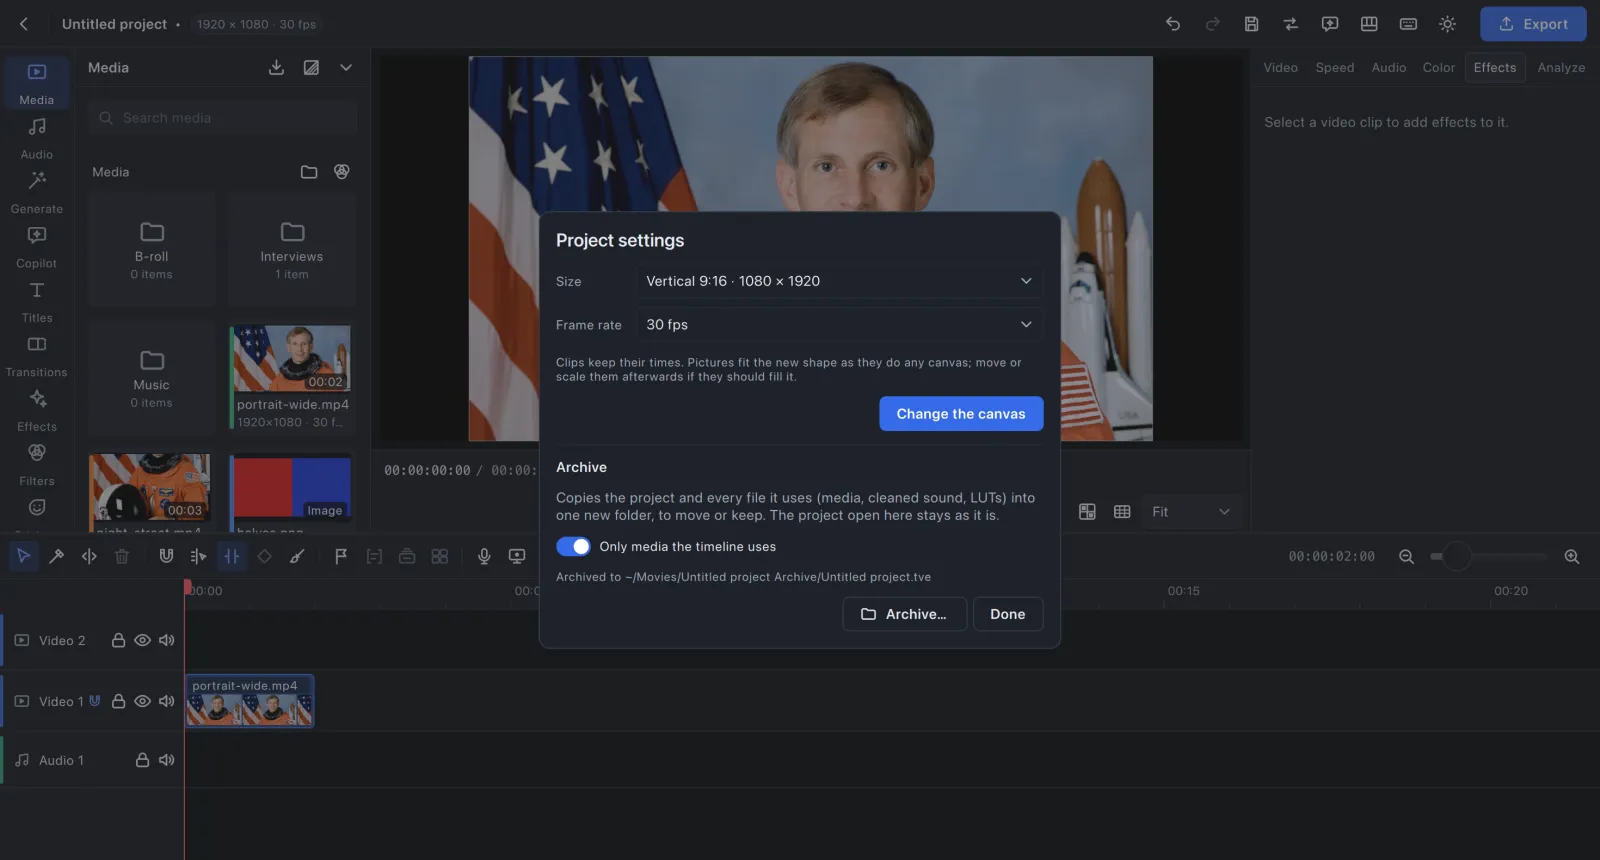 Untitled project •
1920 × 1080 · 30 fps
Export
Media
Audio
Generate
Copilot
Titles
Transitions
Effects
Filters
Media
Search media
Media
B-roll
0 items
Interviews
1 item
Music
0 items
00:02
portrait-wide.mp4
1920×1080 · 30 f...
00:03
Image
00:00:00:00 / 00:00:
Fit
Video
Speed
Audio
Color
Effects
Analyze
Select a video clip to add effects to it.
USA
Project settings
Size
Vertical 9:16 · 1080 × 1920
Frame rate
30 fps
Clips keep their times. Pictures fit the new shape as they do any canvas; move or
scale them afterwards if they should fill it.
Change the canvas
Archive
Copies the project and every file it uses (media, cleaned sound, LUTs) into
one new folder, to move or keep. The project open here stays as it is.
Only media the timeline uses
Archived to ~/Movies/Untitled project Archive/Untitled project.tve
Archive...
Done
00:00:02:00
00:00
00:15
00:20
Video 2
Video 1
portrait-wide.mp4
Audio 1